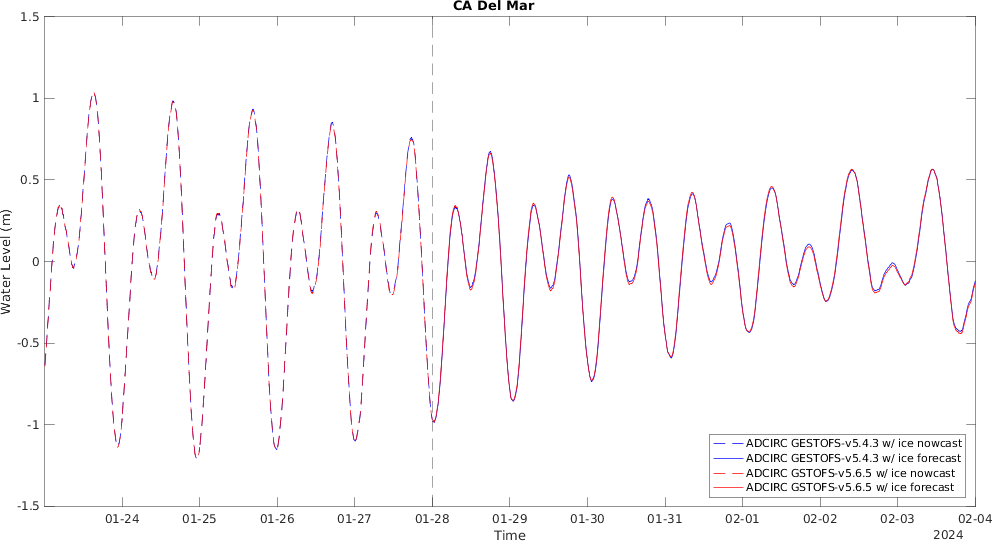 CA Del Mar
1.5
1
0.5
0
-0.5
-1
-1.5
Water Level (m)
01-24 01-25 01-26 01-27 01-28 01-29 01-30 01-31 02-01 02-02 02-03 02-04
Time
2024
ADCIRC GESTOFS-v5.4.3 w/ ice nowcast
ADCIRC GESTOFS-v5.4.3 w/ ice forecast
ADCIRC GSTOFS-v5.6.5 w/ ice nowcast
ADCIRC GSTOFS-v5.6.5 w/ ice forecast